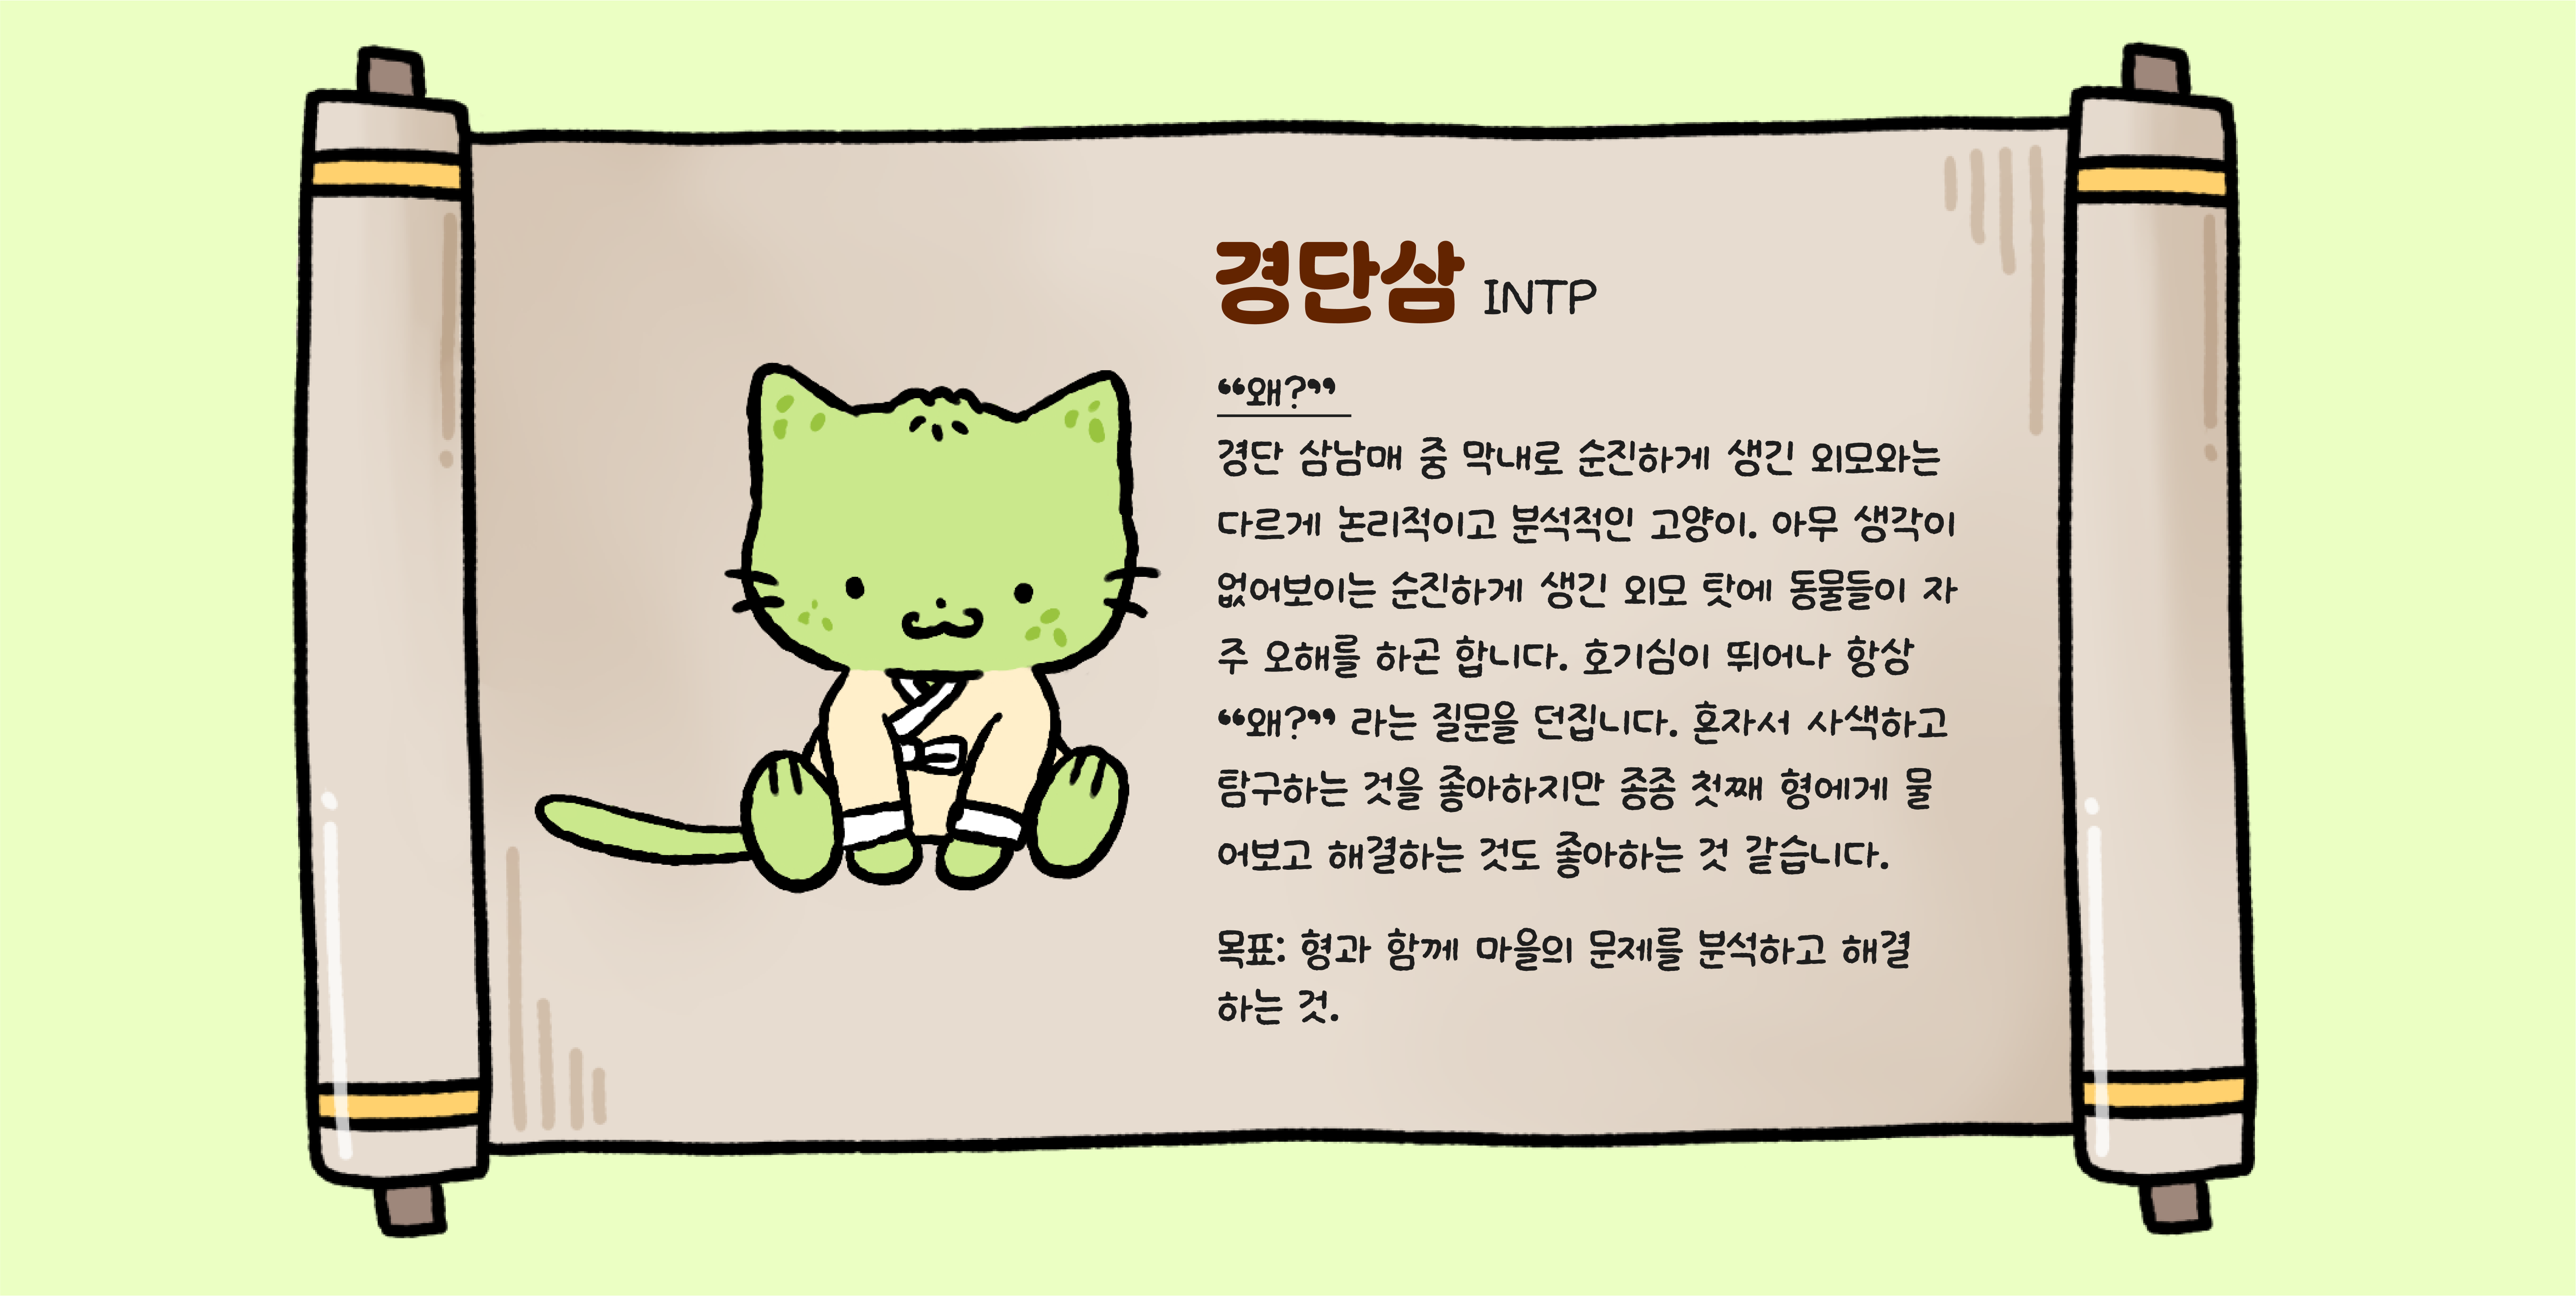 경단삼 INTP
“왜?”
경단 삼남매 중 막내로 순진하게 생긴 외모와는
다르게 논리적이고 분석적인 고양이. 아무 생각이
없어보이는 순진하게 생긴 외모 탓에 동물들이 자
주 오해를 하곤 합니다. 호기심이 뛰어나 항상
“왜?” 라는 질문을 던집니다. 혼자서 사색하고
탐구하는 것을 좋아하지만 종종 첫째 형에게 물
어보고 해결하는 것도 좋아하는 것 같습니다.
목표: 형과 함께 마을의 문제를 분석하고 해결
하는 것.